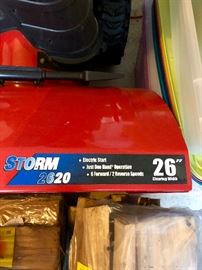 STORM
2620
• Electric Start
• Just One Hand® Operation
• 6 Forward / 2 Reverse Speeds
26"
Clearing Width